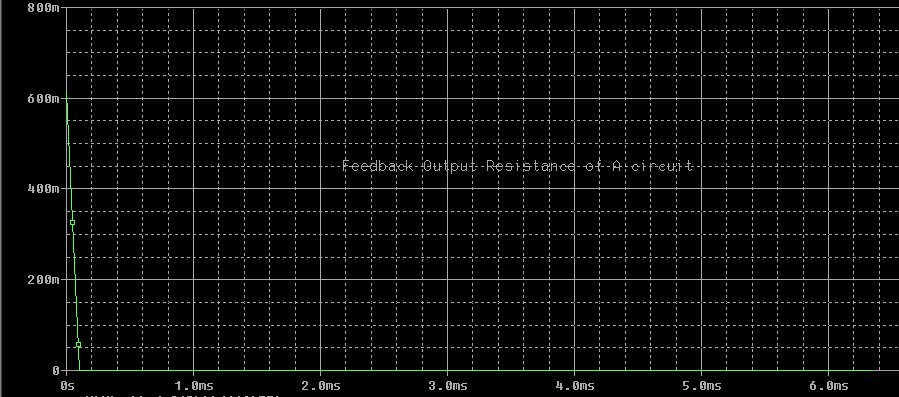 800m
600m
Feedback Output Resistance of A circuit
400m
200m
0
0s 1.0ms 2.0ms 3.0ms 4.0ms 5.0ms 6.0ms